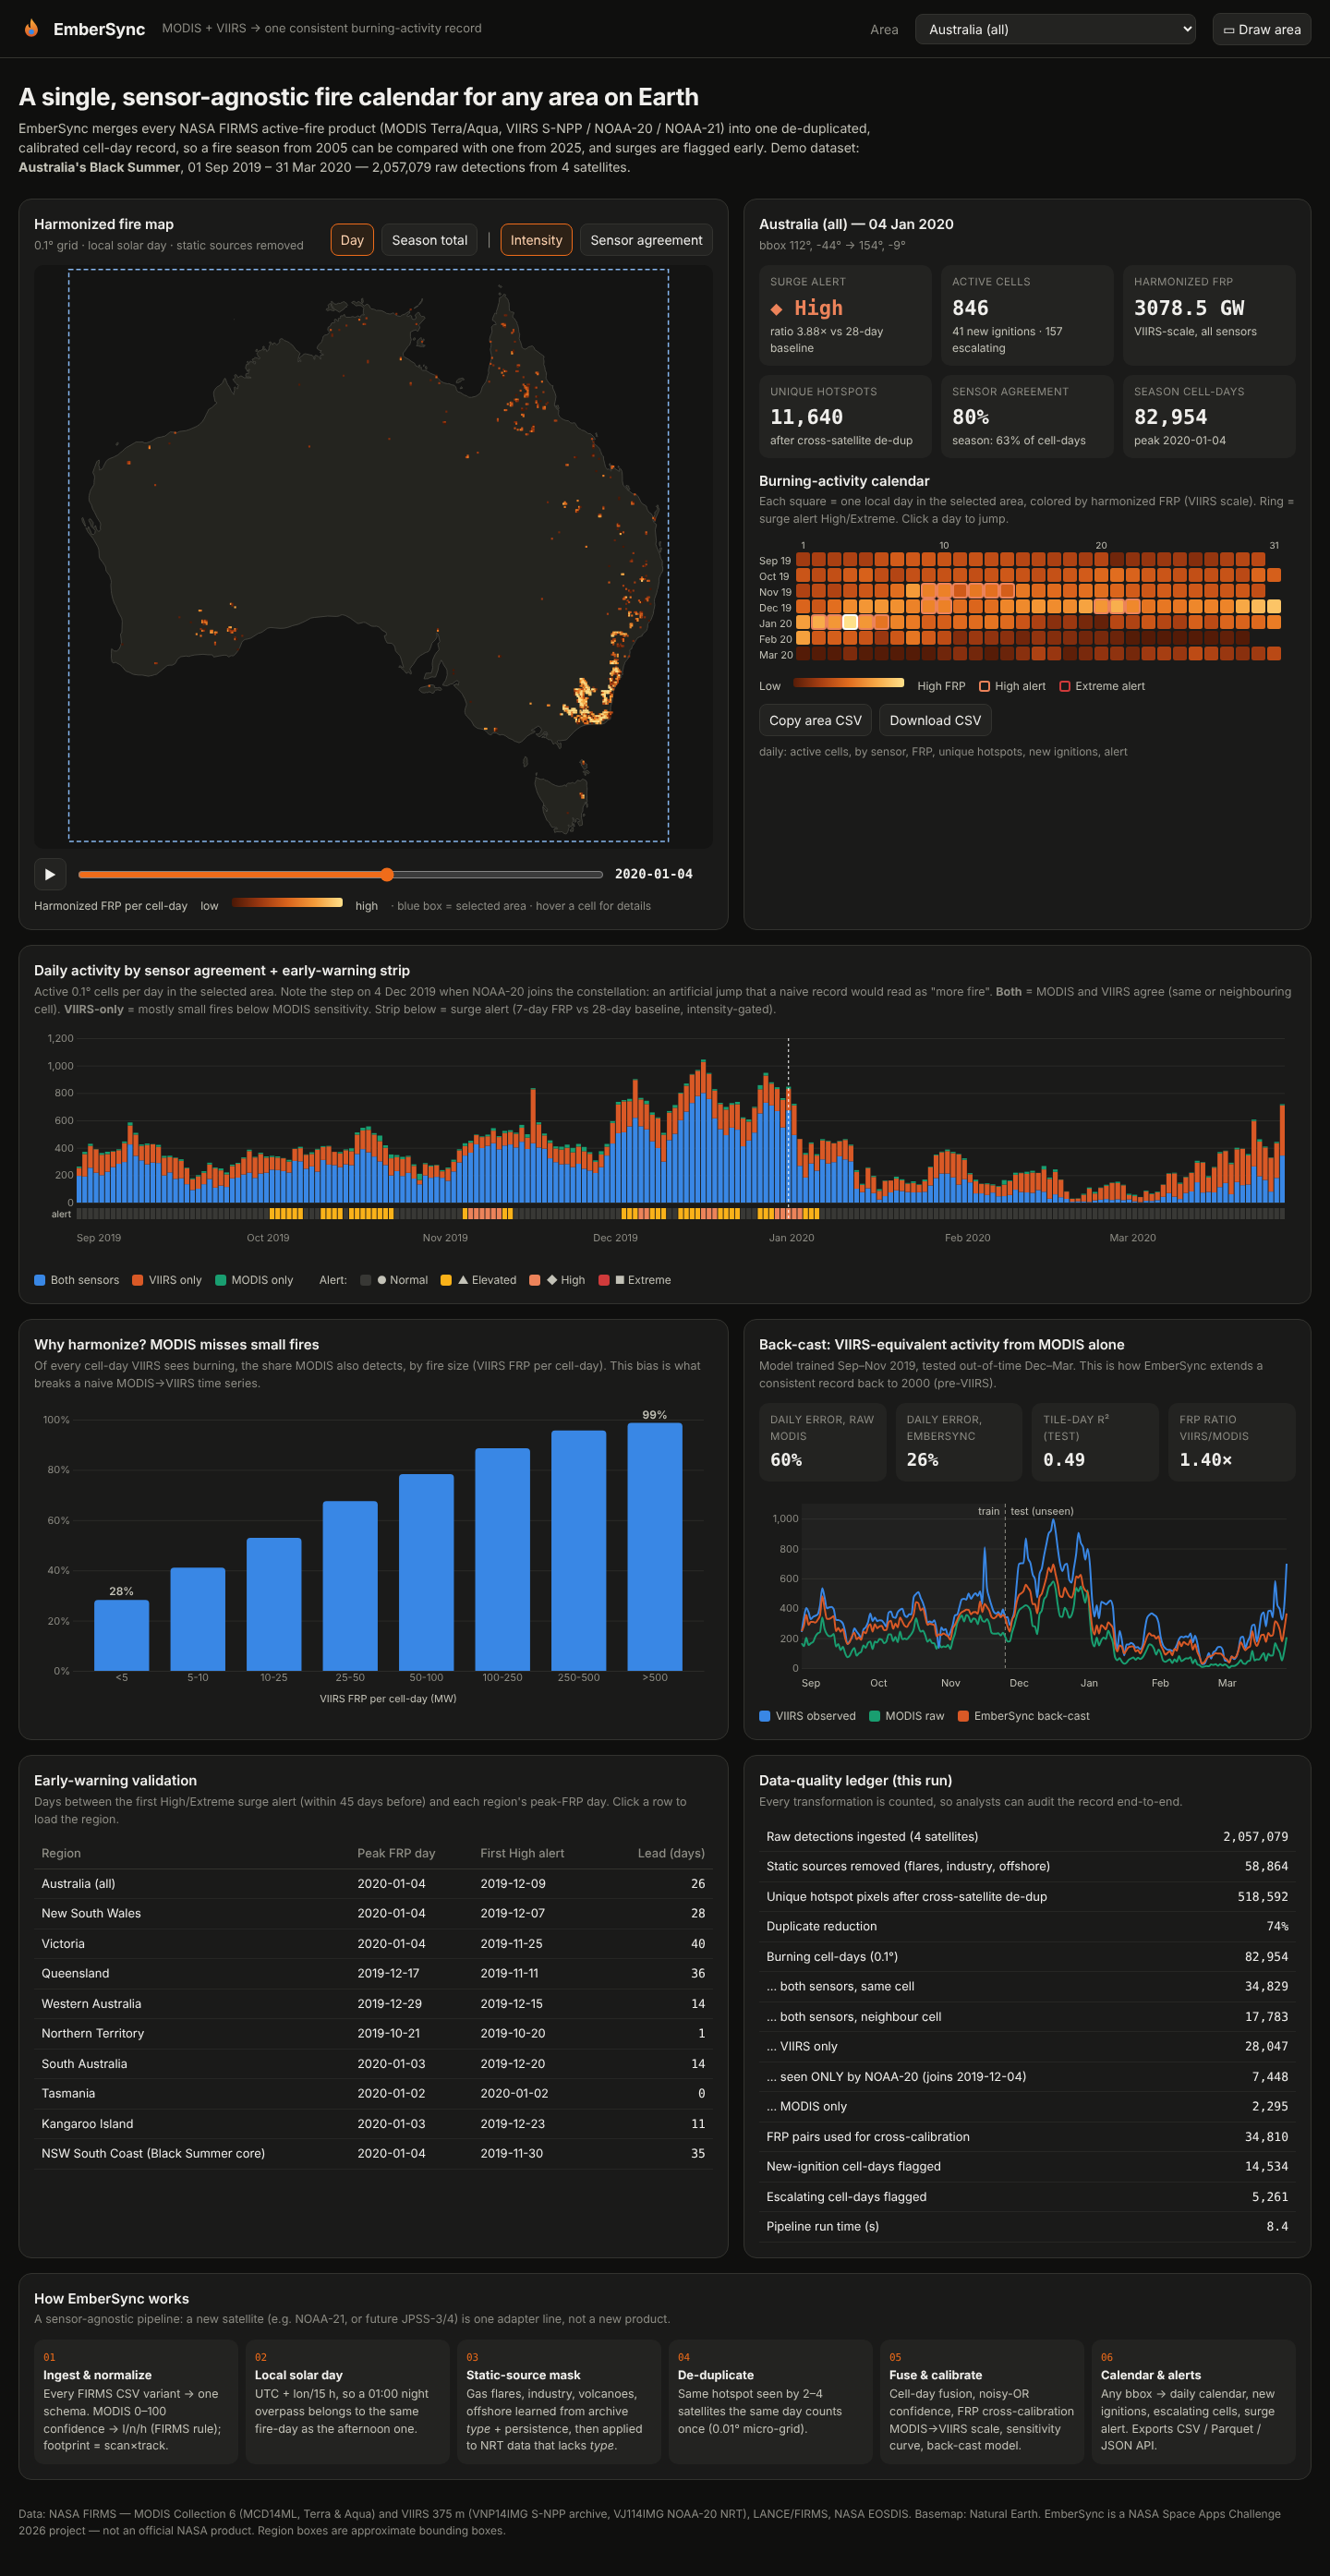 EmberSync
MODIS + VIIRS → one consistent burning-activity record
Area
Australia (all)
Draw area
A single, sensor-agnostic fire calendar for any area on Earth
EmberSync merges every NASA FIRMS active-fire product (MODIS Terra/Aqua, VIIRS S-NPP / NOAA-20 / NOAA-21) into one de-duplicated,
calibrated cell-day record, so a fire season from 2005 can be compared with one from 2025, and surges are flagged early. Demo dataset:
Australia's Black Summer, 01 Sep 2019 – 31 Mar 2020 — 2,057,079 raw detections from 4 satellites.
Harmonized fire map
0.1° grid · local solar day · static sources removed
Day
Season total
|
Intensity
Sensor agreement
2020-01-04
Harmonized FRP per cell-day low high · blue box = selected area · hover a cell for details
Australia (all) — 04 Jan 2020
bbox 112°, -44° → 154°, -9°
SURGE ALERT
◆ High
ratio 3.88× vs 28-day
baseline
ACTIVE CELLS
846
41 new ignitions · 157
escalating
HARMONIZED FRP
3078.5 GW
VIIRS-scale, all sensors
UNIQUE HOTSPOTS
11,640
after cross-satellite de-dup
SENSOR AGREEMENT
80%
season: 63% of cell-days
SEASON CELL-DAYS
82,954
peak 2020-01-04
Burning-activity calendar
Each square = one local day in the selected area, colored by harmonized FRP (VIIRS scale). Ring =
surge alert High/Extreme. Click a day to jump.
1 10 20 31
Sep 19
Oct 19
Nov 19
Dec 19
Jan 20
Feb 20
Mar 20
Low High FRP High alert Extreme alert
Copy area CSV
Download CSV
daily: active cells, by sensor, FRP, unique hotspots, new ignitions, alert
Daily activity by sensor agreement + early-warning strip
Active 0.1° cells per day in the selected area. Note the step on 4 Dec 2019 when NOAA-20 joins the constellation: an artificial jump that a naive record would read as "more fire". Both = MODIS and VIIRS agree (same or neighbouring
cell). VIIRS-only = mostly small fires below MODIS sensitivity. Strip below = surge alert (7-day FRP vs 28-day baseline, intensity-gated).
1,200
1,000
800
600
400
200
0
alert
Sep 2019 Oct 2019 Nov 2019 Dec 2019 Jan 2020 Feb 2020 Mar 2020
Both sensors VIIRS only MODIS only Alert: ● Normal ▲ Elevated ◆ High ■ Extreme
Why harmonize? MODIS misses small fires
Of every cell-day VIIRS sees burning, the share MODIS also detects, by fire size (VIIRS FRP per cell-day). This bias is what
breaks a naive MODIS→VIIRS time series.
100%
80%
60%
40%
20%
0%
28%
99%
<5 5-10 10-25 25-50 50-100 100-250 250-500 >500
VIIRS FRP per cell-day (MW)
Back-cast: VIIRS-equivalent activity from MODIS alone
Model trained Sep–Nov 2019, tested out-of-time Dec–Mar. This is how EmberSync extends a
consistent record back to 2000 (pre-VIIRS).
DAILY ERROR, RAW
MODIS
60%
DAILY ERROR,
EMBERSYNC
26%
TILE-DAY R²
(TEST)
0.49
FRP RATIO
VIIRS/MODIS
1.40×
train test (unseen)
1,000
800
600
400
200
0
Sep Oct Nov Dec Jan Feb Mar
VIIRS observed MODIS raw EmberSync back-cast
Early-warning validation
Days between the first High/Extreme surge alert (within 45 days before) and each region's peak-FRP day. Click a row to
load the region.
Region Peak FRP day First High alert Lead (days)
Australia (all) 2020-01-04 2019-12-09 26
New South Wales 2020-01-04 2019-12-07 28
Victoria 2020-01-04 2019-11-25 40
Queensland 2019-12-17 2019-11-11 36
Western Australia 2019-12-29 2019-12-15 14
Northern Territory 2019-10-21 2019-10-20 1
South Australia 2020-01-03 2019-12-20 14
Tasmania 2020-01-02 2020-01-02 0
Kangaroo Island 2020-01-03 2019-12-23 11
NSW South Coast (Black Summer core) 2020-01-04 2019-11-30 35
Data-quality ledger (this run)
Every transformation is counted, so analysts can audit the record end-to-end.
Raw detections ingested (4 satellites) 2,057,079
Static sources removed (flares, industry, offshore) 58,864
Unique hotspot pixels after cross-satellite de-dup 518,592
Duplicate reduction 74%
Burning cell-days (0.1°) 82,954
... both sensors, same cell 34,829
... both sensors, neighbour cell 17,783
... VIIRS only 28,047
... seen ONLY by NOAA-20 (joins 2019-12-04) 7,448
... MODIS only 2,295
FRP pairs used for cross-calibration 34,810
New-ignition cell-days flagged 14,534
Escalating cell-days flagged 5,261
Pipeline run time (s) 8.4
How EmberSync works
A sensor-agnostic pipeline: a new satellite (e.g. NOAA-21, or future JPSS-3/4) is one adapter line, not a new product.
01
Ingest & normalize
Every FIRMS CSV variant → one
schema. MODIS 0–100
confidence → l/n/h (FIRMS rule);
footprint = scan×track.
02
Local solar day
UTC + lon/15 h, so a 01:00 night
overpass belongs to the same
fire-day as the afternoon one.
03
Static-source mask
Gas flares, industry, volcanoes,
offshore learned from archive
type + persistence, then applied
to NRT data that lacks type.
04
De-duplicate
Same hotspot seen by 2–4
satellites the same day counts
once (0.01° micro-grid).
05
Fuse & calibrate
Cell-day fusion, noisy-OR
confidence, FRP cross-calibration
MODIS→VIIRS scale, sensitivity
curve, back-cast model.
06
Calendar & alerts
Any bbox → daily calendar, new
ignitions, escalating cells, surge
alert. Exports CSV / Parquet /
JSON API.
Data: NASA FIRMS — MODIS Collection 6 (MCD14ML, Terra & Aqua) and VIIRS 375 m (VNP14IMG S-NPP archive, VJ114IMG NOAA-20 NRT), LANCE/FIRMS, NASA EOSDIS. Basemap: Natural Earth. EmberSync is a NASA Space Apps Challenge
2026 project — not an official NASA product. Region boxes are approximate bounding boxes.